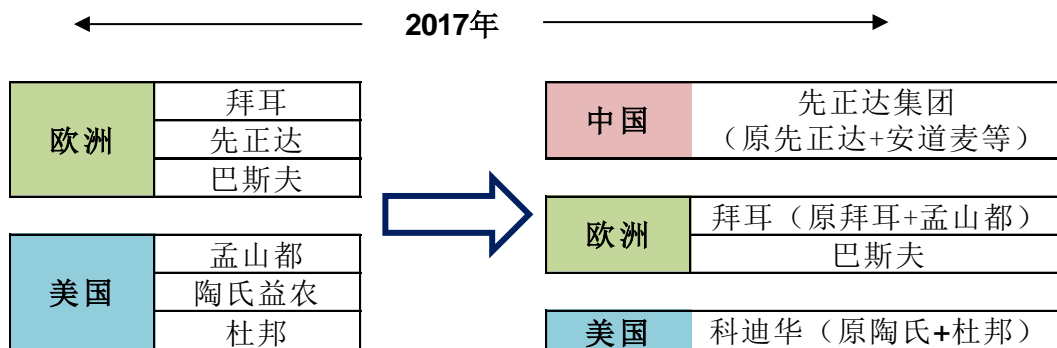 2017年
欧洲
拜耳
先正达
巴斯夫
美国
孟山都
陶氏益农
杜邦
中国
先正达集团
（原先正达+安道麦等）
欧洲
拜耳（原拜耳+孟山都）
巴斯夫
美国
科迪华（原陶氏+杜邦）